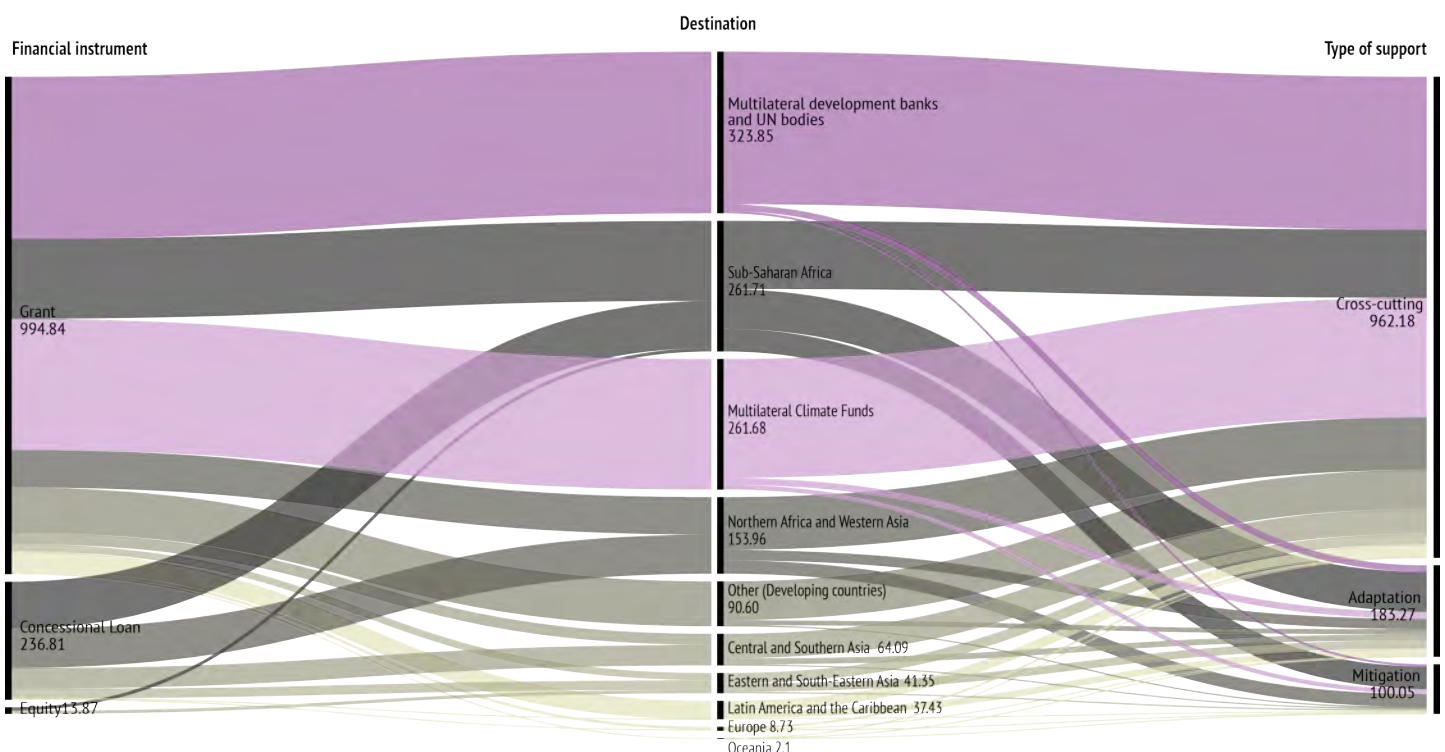 Destination
Financial instrument
Type of support
Multilateral development banks
and UN bodies
323.85
Sub-Saharan Africa
261.71
Grant
994.84
Cross-cutting
962.18
Multilateral Climate Funds
261.68
Northern Africa and Western Asia
153.96
Other (Developing countries)
90.60
Adaptation
183.27
Concessional Loan
236.81
Central and Southern Asia 64.09
Eastern and South-Eastern Asia 41.35
Mitigation
100.05
Equity13.87
Latin America and the Caribbean 37.43
Europe 8.73
Oceania 2.1